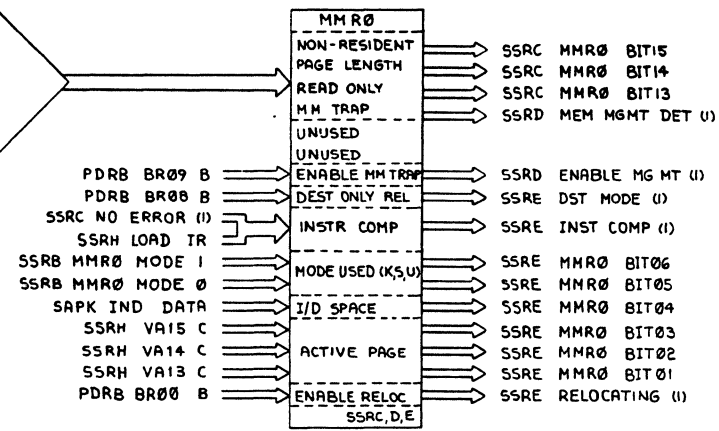 MMRØ
NON-RESIDENT
PAGE LENGTH
READ ONLY
MM TRAP
UNUSED
UNUSED
ENABLE MM TRAP
DEST ONLY REL
INSTR COMP
MODE USED (K,S,U)
I/D SPACE
ACTIVE PAGE
ENABLE RELOC
SSRC,D,E
PDRB BRØ9 B
PDRB BRØ8 B
SSRC NO ERROR (1)
SSRH LOAD IR
SSRB MMRØ MODE 1
SSRB MMRØ MODE Ø
SAPK IND DATA
SSRH VA15 C
SSRH VA14 C
SSRH VA13 C
PDRB BRØØ B
SSRC MMRØ BIT15
SSRC MMRØ BIT14
SSRC MMRØ BIT13
SSRD MEM MGMT DET (1)
SSRD ENABLE MG MT (1)
SSRE DST MODE (1)
SSRE INST COMP (1)
SSRE MMRØ BITØ6
SSRE MMRØ BITØ5
SSRE MMRØ BITØ4
SSRE MMRØ BITØ3
SSRE MMRØ BITØ2
SSRE MMRØ BITØ1
SSRE RELOCATING (1)